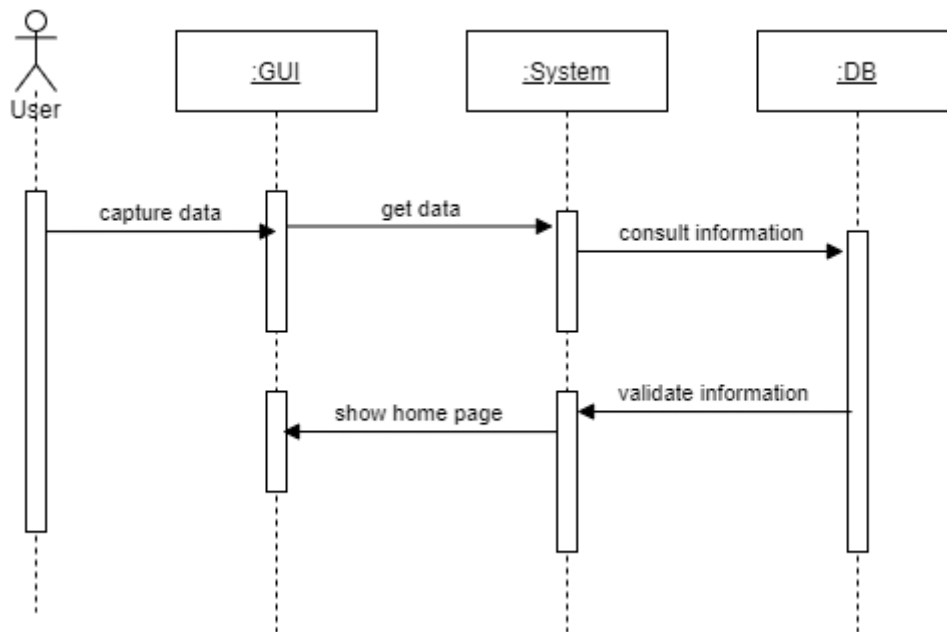 :GUI
:System
:DB
User
capture data
get data
consult information
validate information
show home page